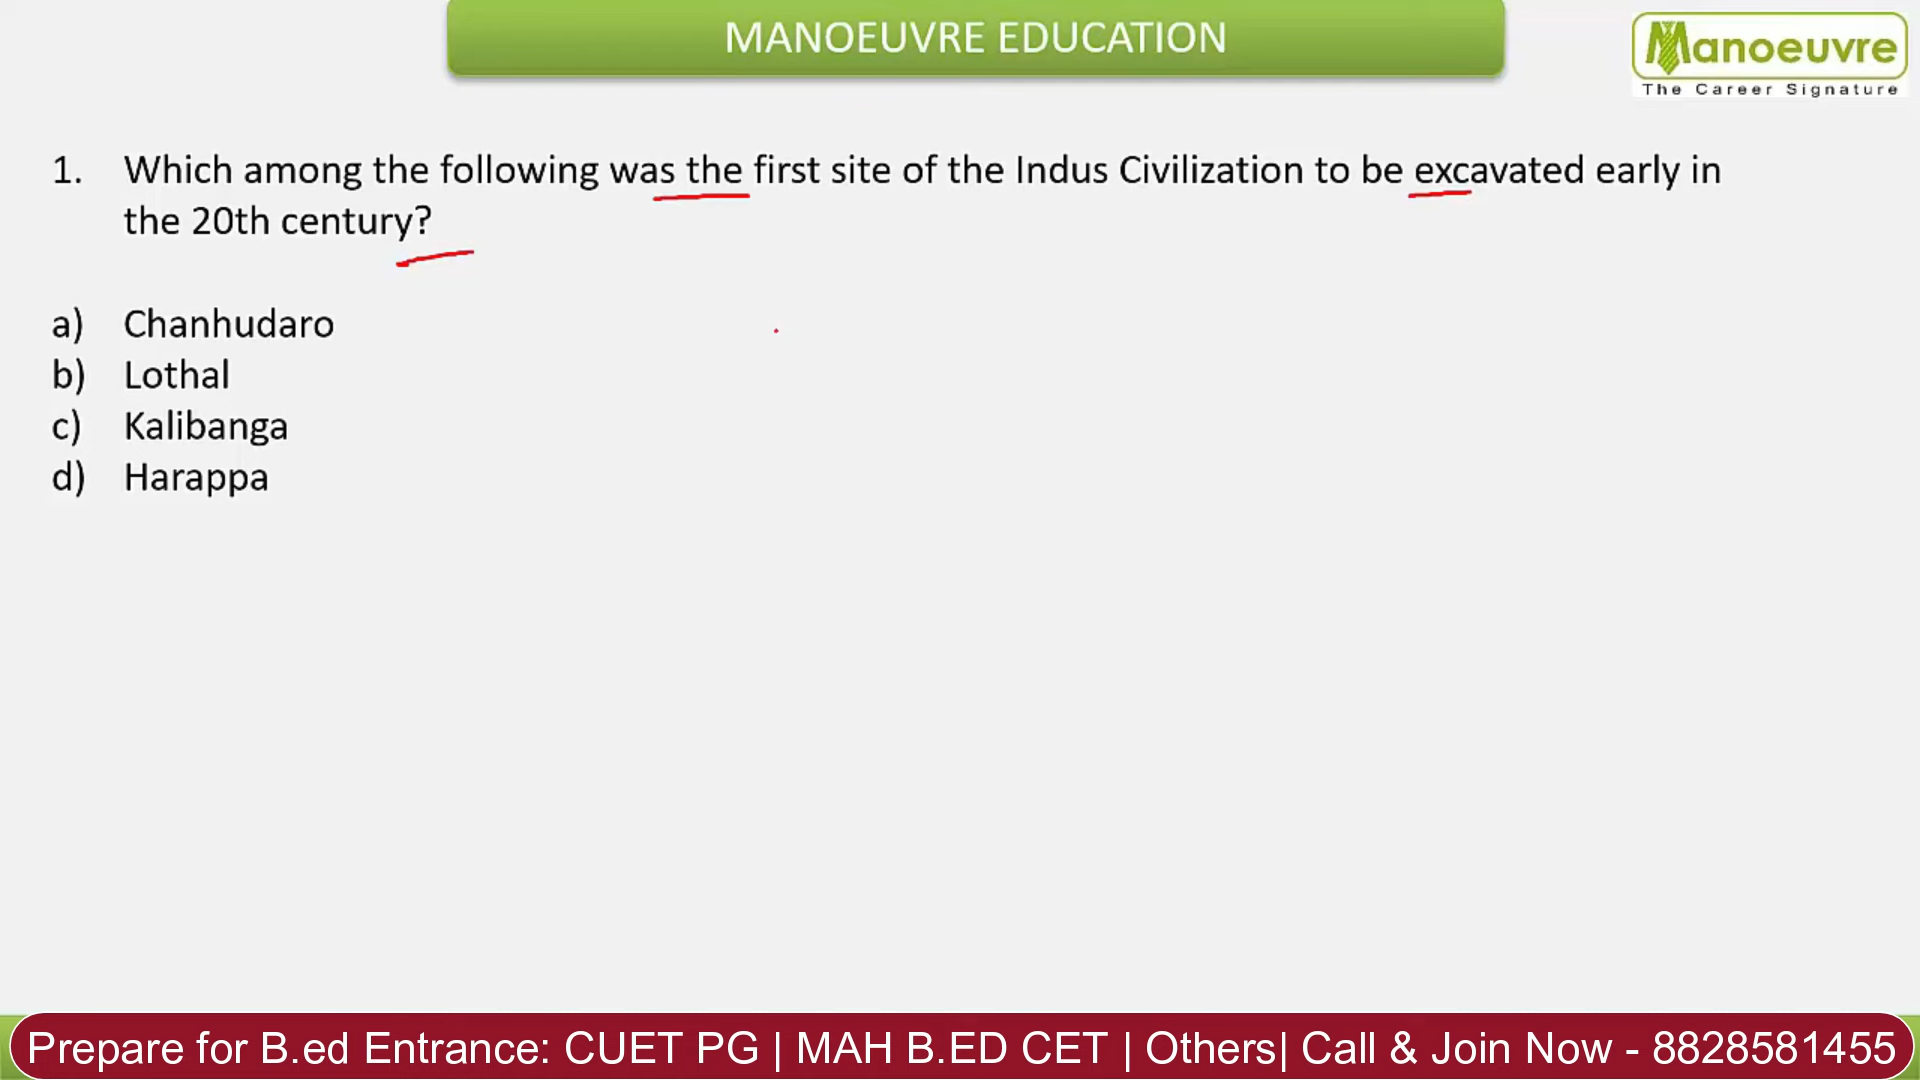 MANOEUVRE EDUCATION
Manoeuvre
The Career Signature
1. Which among the following was the first site of the Indus Civilization to be excavated early in
the 20th century?
a) Chanhudaro
b) Lothal
c) Kalibanga
d) Harappa
Prepare for B.ed Entrance: CUET PG | MAH B.ED CET | Others| Call & Join Now - 8828581455